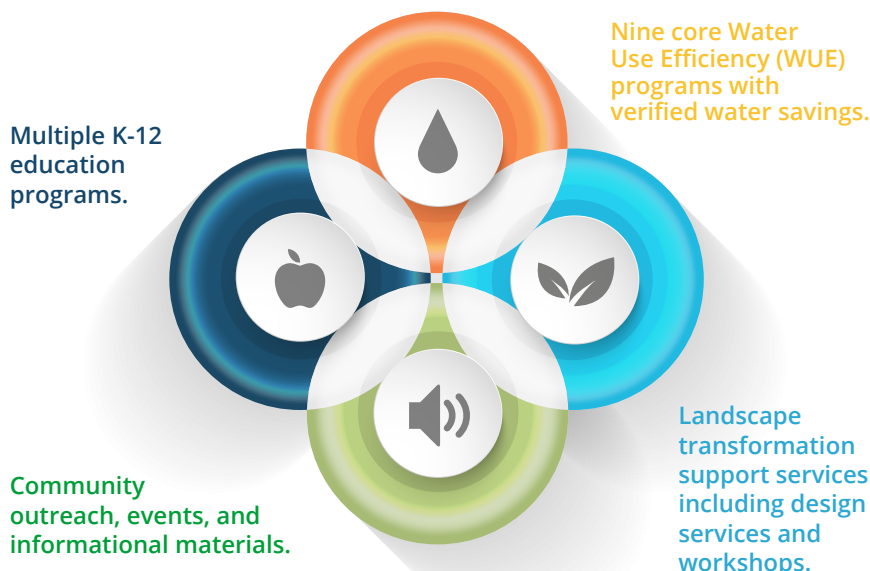 Nine core Water
Use Efficiency (WUE)
programs with
verified water savings.
Multiple K-12
education
programs.
Landscape
transformation
support services
including design
services and
workshops.
Community
outreach, events, and
informational materials.